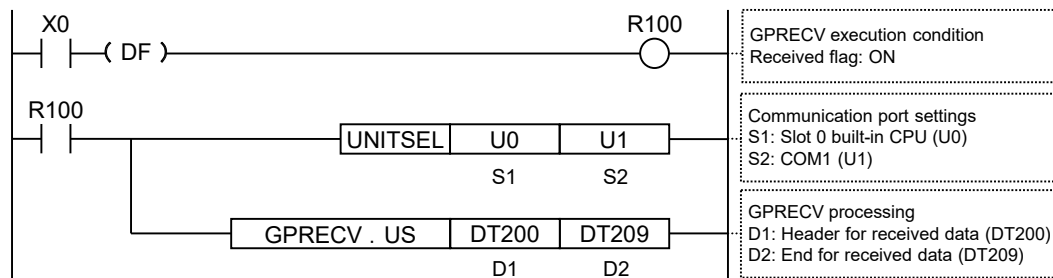 X0
( DF )
R100
GPRECV execution condition
Received flag: ON
R100
UNITSEL U0 U1
S1 S2
Communication port settings
S1: Slot 0 built-in CPU (U0)
S2: COM1 (U1)
GPRECV . US DT200 DT209
D1 D2
GPRECV processing
D1: Header for received data (DT200)
D2: End for received data (DT209)